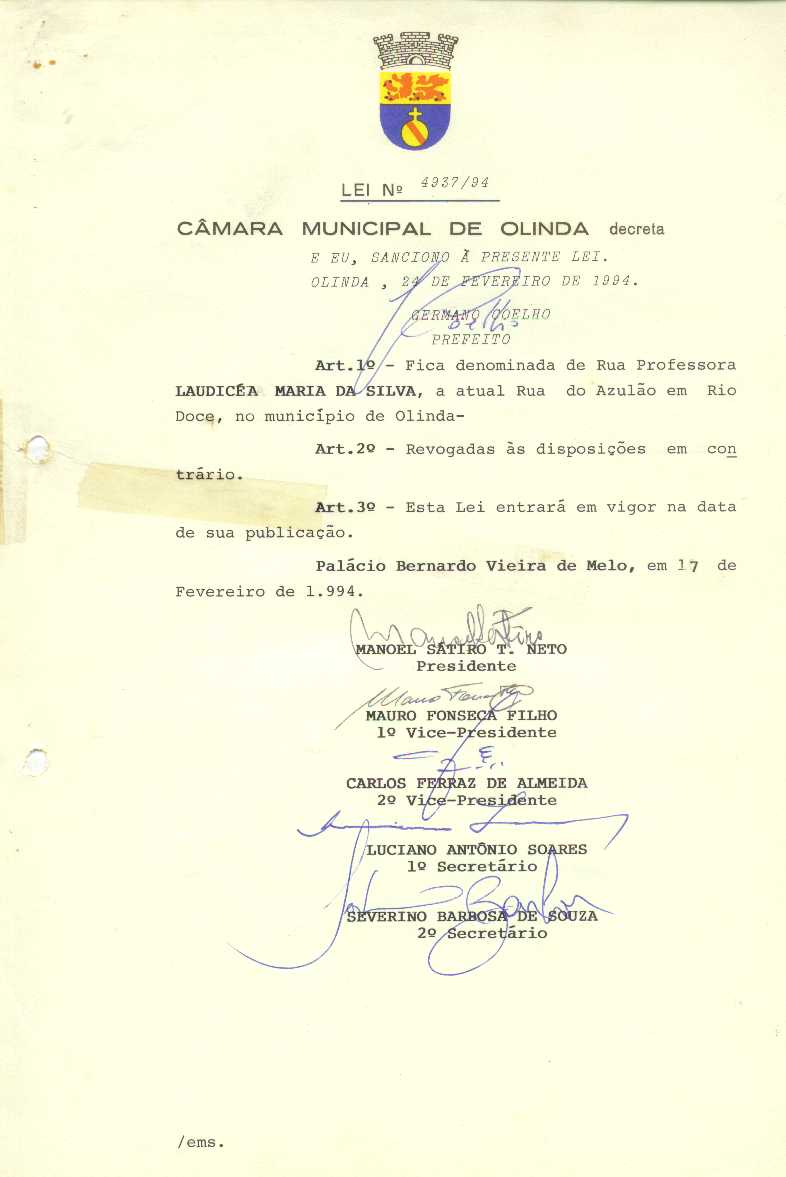 LEI Nº 4937/94
CÂMARA MUNICIPAL DE OLINDA decreta
E EU, SANCIONO À PRESENTE LEI.
OLINDA , 24 DE FEVEREIRO DE 1994.
GERMANO COELHO
PREFEITO
Art.1º - Fica denominada de Rua Professora
LAUDICÉA MARIA DA SILVA, a atual Rua do Azulão em Rio
Doce, no município de Olinda-
Art.2º - Revogadas às disposições em con
trário.
Art.3º - Esta Lei entrará em vigor na data
de sua publicação.
Palácio Bernardo Vieira de Melo, em 17 de
Fevereiro de 1.994.
MANOEL SÁTIRO T. NETO
Presidente
MAURO FONSECA FILHO
1º Vice-Presidente
CARLOS FERRAZ DE ALMEIDA
2º Vice-Presidente
LUCIANO ANTÔNIO SOARES
1º Secretário
SEVERINO BARBOSA DE SOUZA
2º Secretário
/ems.